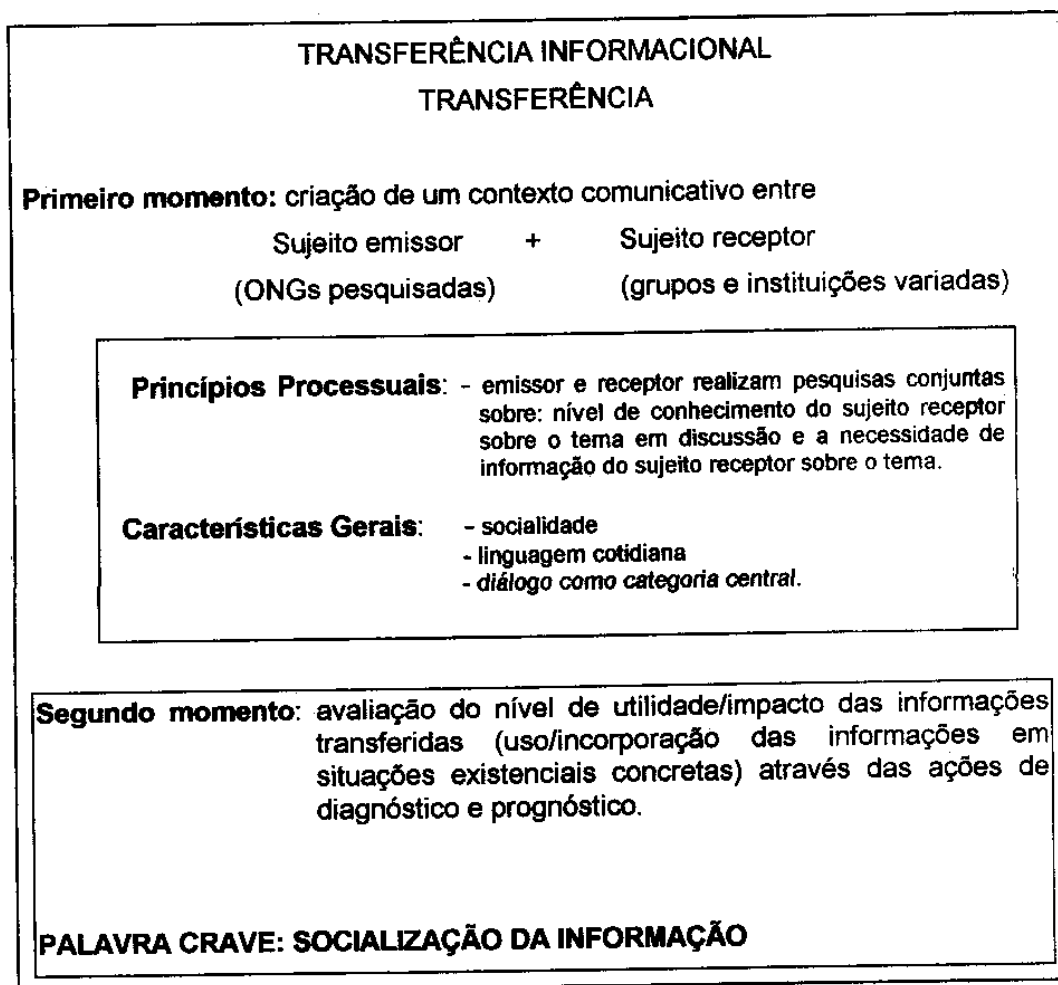 TRANSFERÊNCIA INFORMACIONAL
TRANSFERÊNCIA
Primeiro momento: criação de um contexto comunicativo entre
Sujeito emissor + Sujeito receptor
(ONGs pesquisadas) (grupos e instituições variadas)
Princípios Processuais: - emissor e receptor realizam pesquisas conjuntas
sobre: nível de conhecimento do sujeito receptor
sobre o tema em discussão e a necessidade de
informação do sujeito receptor sobre o tema.
Características Gerais: - socialidade
- linguagem cotidiana
- diálogo como categoria central.
Segundo momento: avaliação do nível de utilidade/impacto das informações
transferidas (uso/incorporação das informações em
situações existenciais concretas) através das ações de
diagnóstico e prognóstico.
PALAVRA CRAVE: SOCIALIZAÇÃO DA INFORMAÇÃO